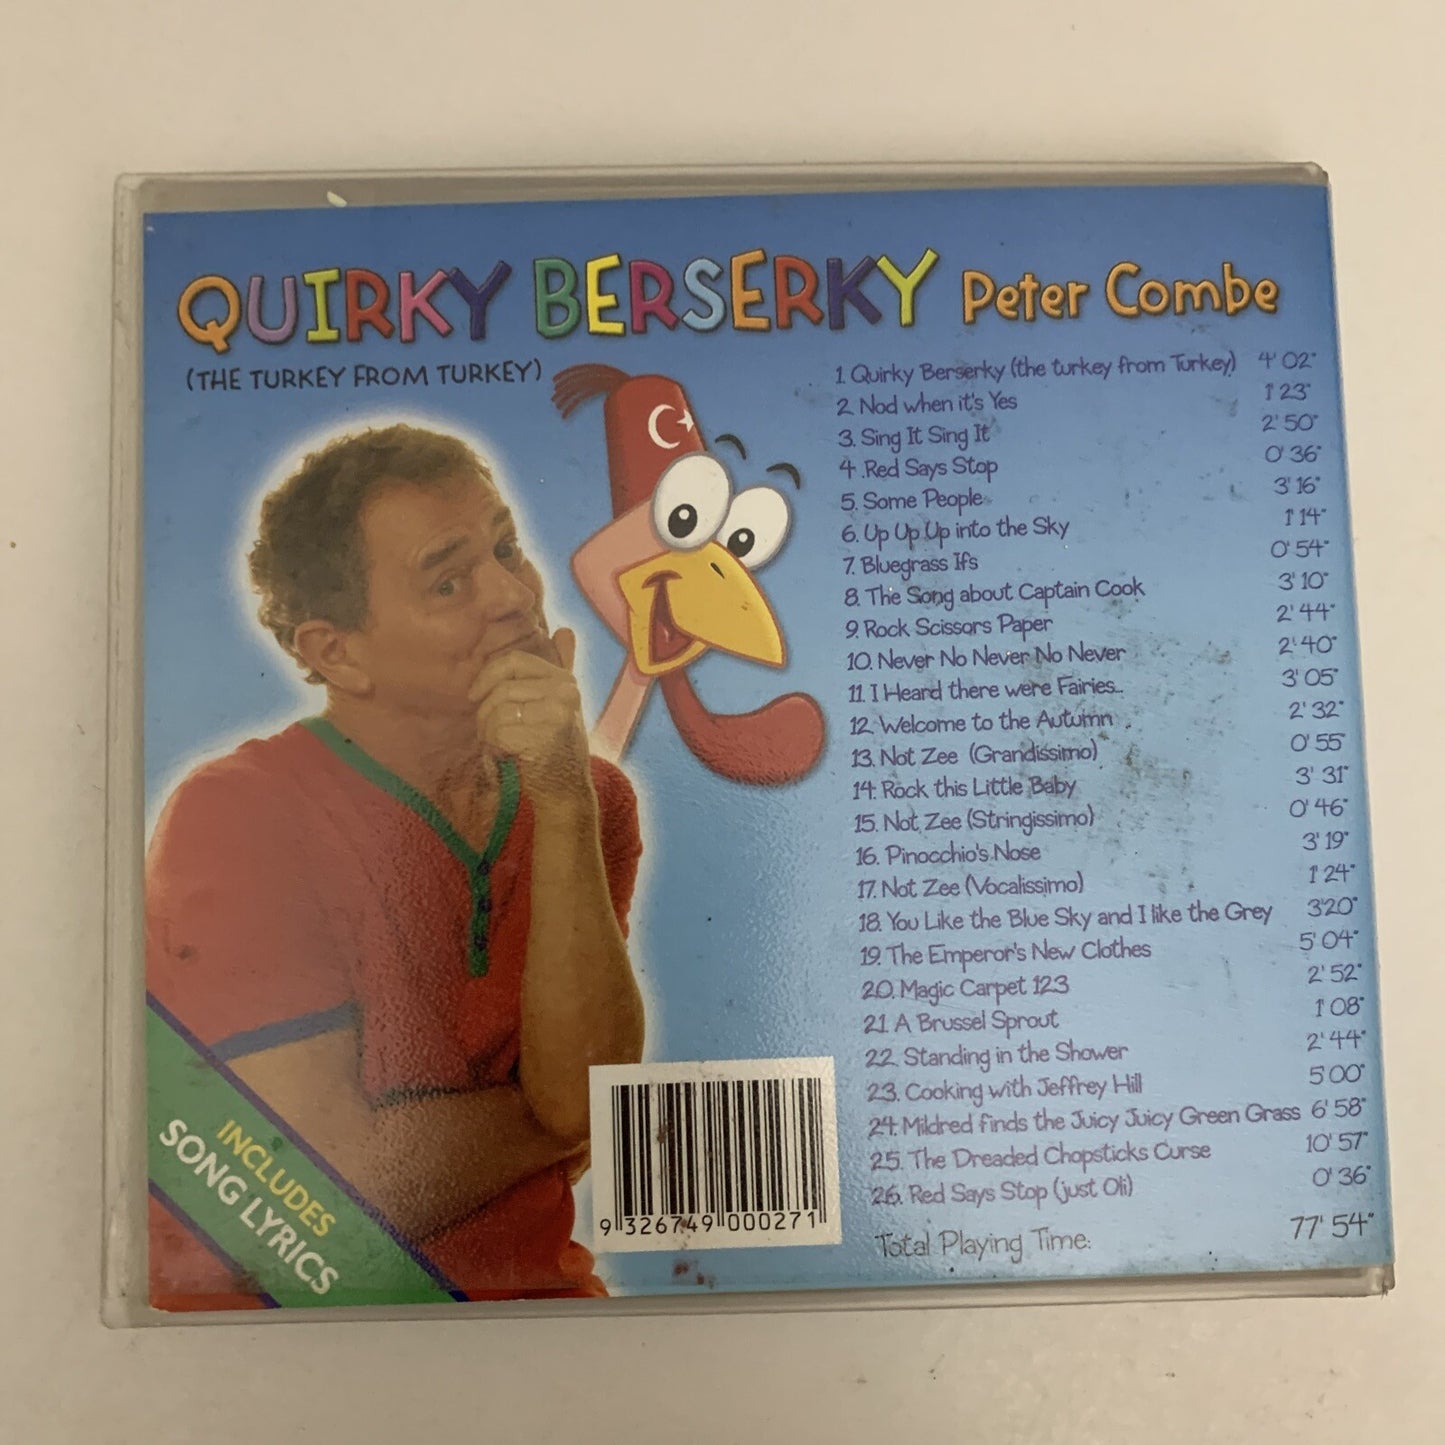 QUIRKY BERSERKY Peter Combe
(THE TURKEY FROM TURKEY)
1. Quirky Berserky (the turkey from Turkey) 4' 02"
2. Nod when it's Yes 1' 23"
3. Sing It Sing It 2' 50"
4. Red Says Stop 0' 36"
5. Some People 3' 16"
6. Up Up Up into the Sky 1' 14"
7. Bluegrass Ifs 0' 54"
8. The Song about Captain Cook 3' 10"
9. Rock Scissors Paper 2' 44"
10. Never No Never No Never 2' 40"
11. I Heard there were Fairies... 3' 05"
12. Welcome to the Autumn 2' 32"
13. Not Zee (Grandissimo) 0' 55"
14. Rock this Little Baby 3' 31"
15. Not Zee (Stringissimo) 0' 46"
16. Pinocchio's Nose 3' 19"
17. Not Zee (Vocalissimo) 1' 24"
18. You Like the Blue Sky and I like the Grey 3'20"
19. The Emperor's New Clothes 5' 04"
20. Magic Carpet 123 2' 52"
21. A Brussel Sprout 1' 08"
22. Standing in the Shower 2' 44"
23. Cooking with Jeffrey Hill 5'00"
24. Mildred finds the Juicy Juicy Green Grass 6' 58"
25. The Dreaded Chopsticks Curse 10' 57"
26. Red Says Stop (just Oli) 0' 36"
Total Playing Time: 77' 54"
INCLUDES
SONG LYRICS
9 326749 000271